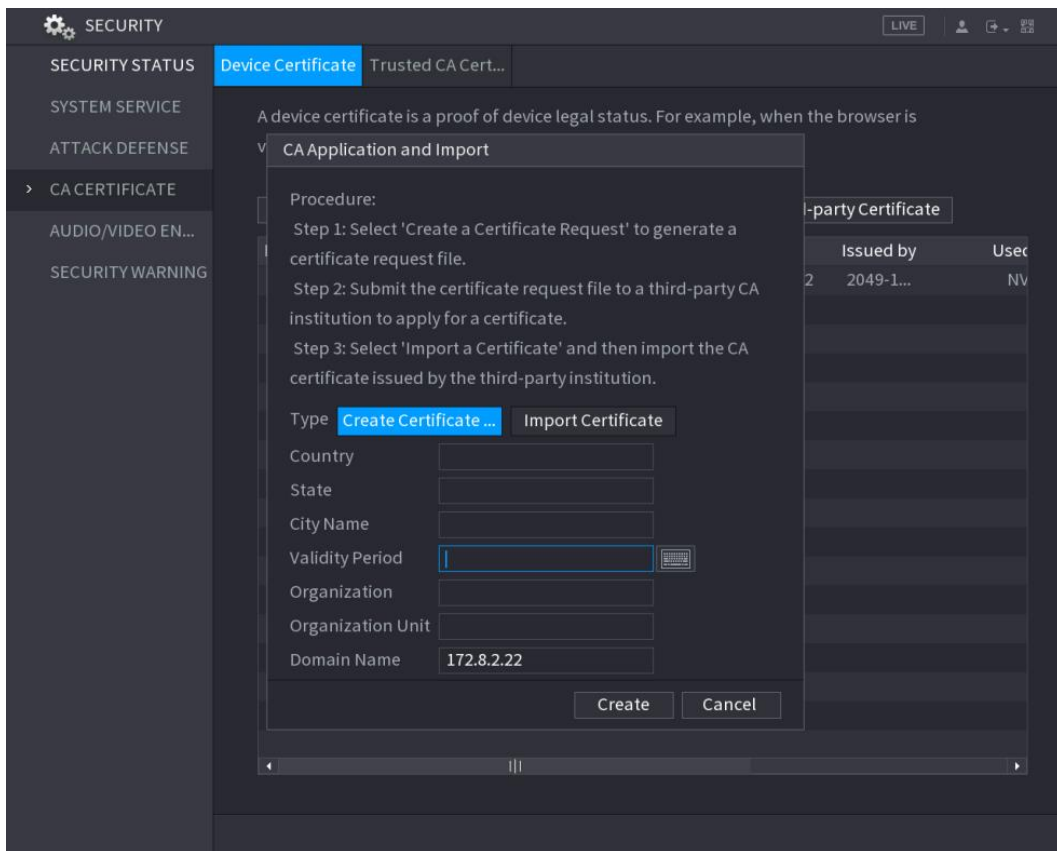 SECURITY
LIVE
SECURITY STATUS
SYSTEM SERVICE
ATTACK DEFENSE
CA CERTIFICATE
AUDIO/VIDEO EN...
SECURITY WARNING
Device Certificate
Trusted CA Cert...
A device certificate is a proof of device legal status. For example, when the browser is
v
CA Application and Import
Procedure:
Step 1: Select 'Create a Certificate Request' to generate a
certificate request file.
Step 2: Submit the certificate request file to a third-party CA
institution to apply for a certificate.
Step 3: Select 'Import a Certificate' and then import the CA
certificate issued by the third-party institution.
Type Create Certificate ... Import Certificate
Country
State
City Name
Validity Period
Organization
Organization Unit
Domain Name 172.8.2.22
Create Cancel
-party Certificate
Issued by Used
2 2049-1... NV